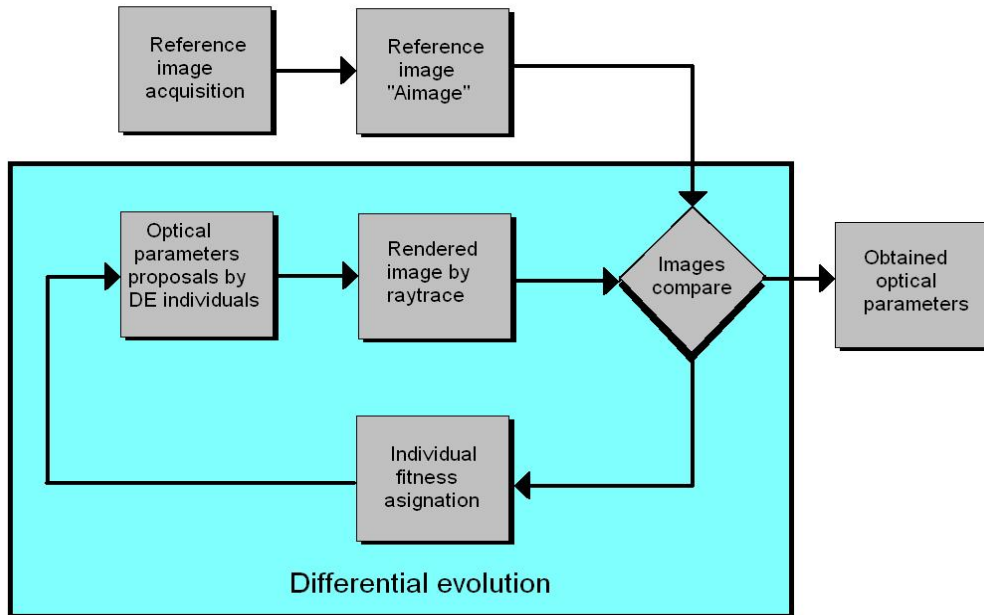 Reference
image
acquisition
Reference
image
"Aimage"
Optical
parameters
proposals by
DE individuals
Rendered
image by
raytrace
Images
compare
Obtained
optical
parameters
Individual
fitness
asignation
Differential evolution